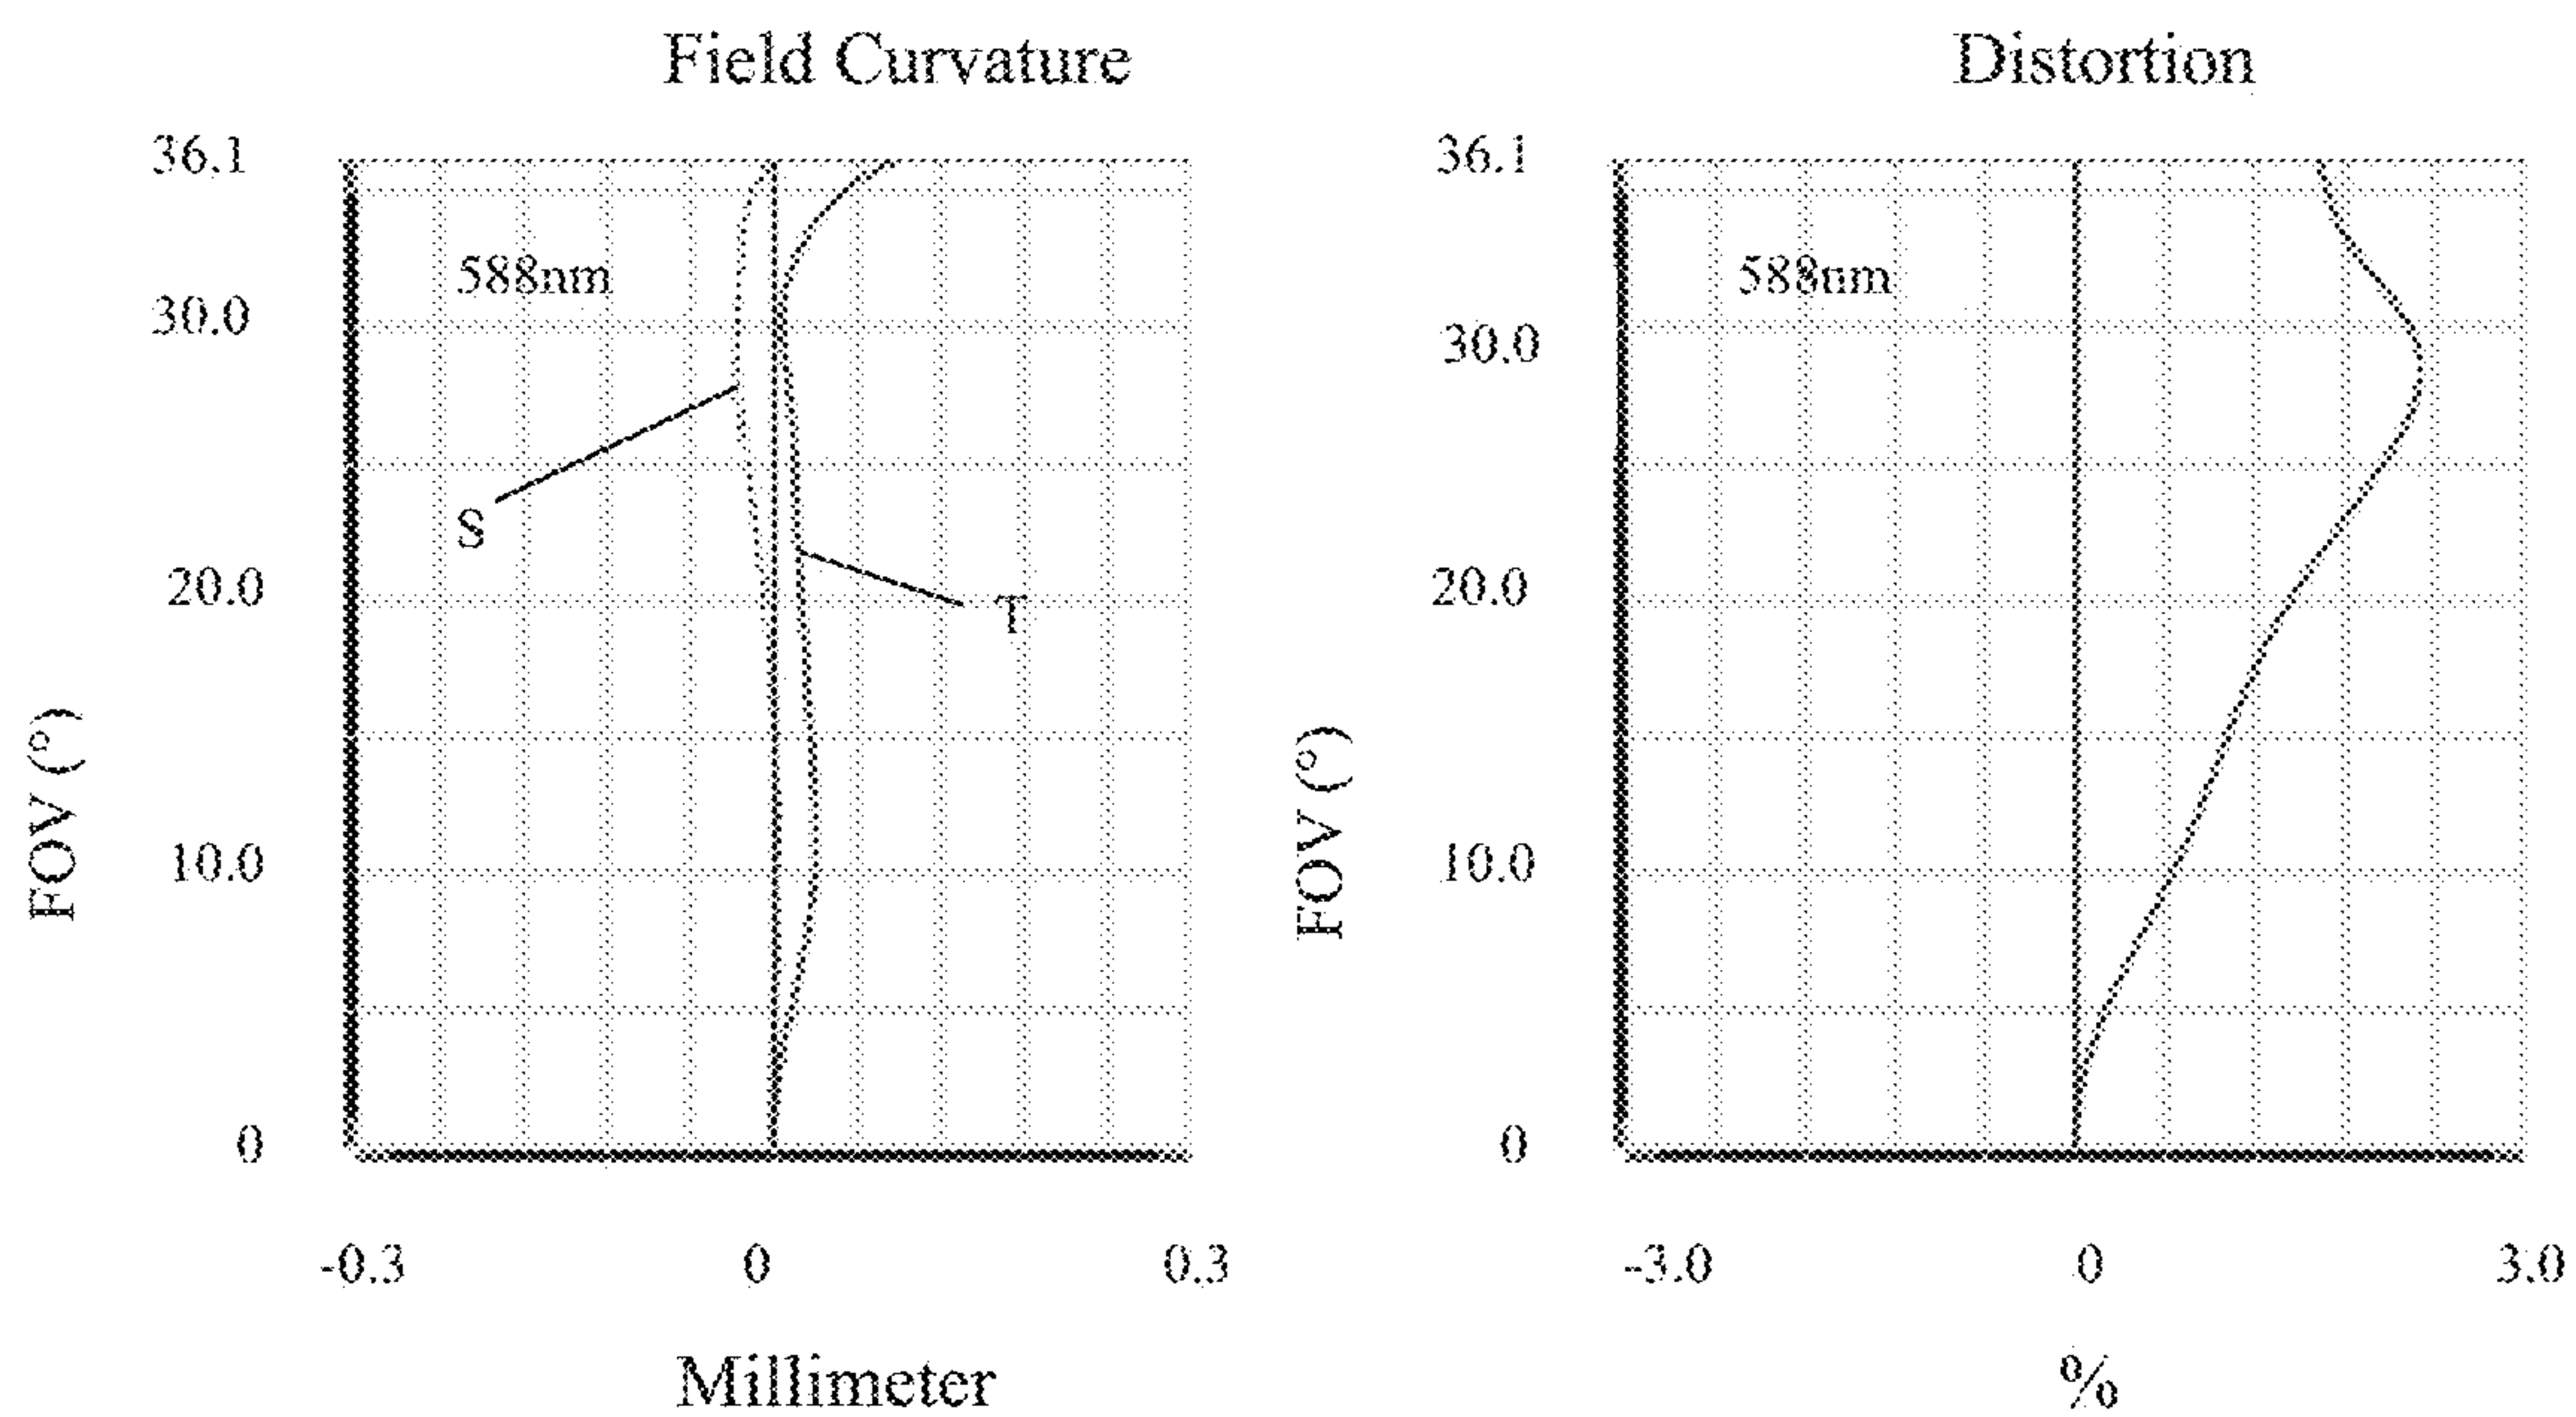 Field Curvature
36.1
588nm
30.0
S
20.0
T
FOV (°)
10.0
0
-0.3 0 0.3
Millimeter
Distortion
36.1
588nm
30.0
20.0
FOV (°)
10.0
0
-3.0 0 3.0
%